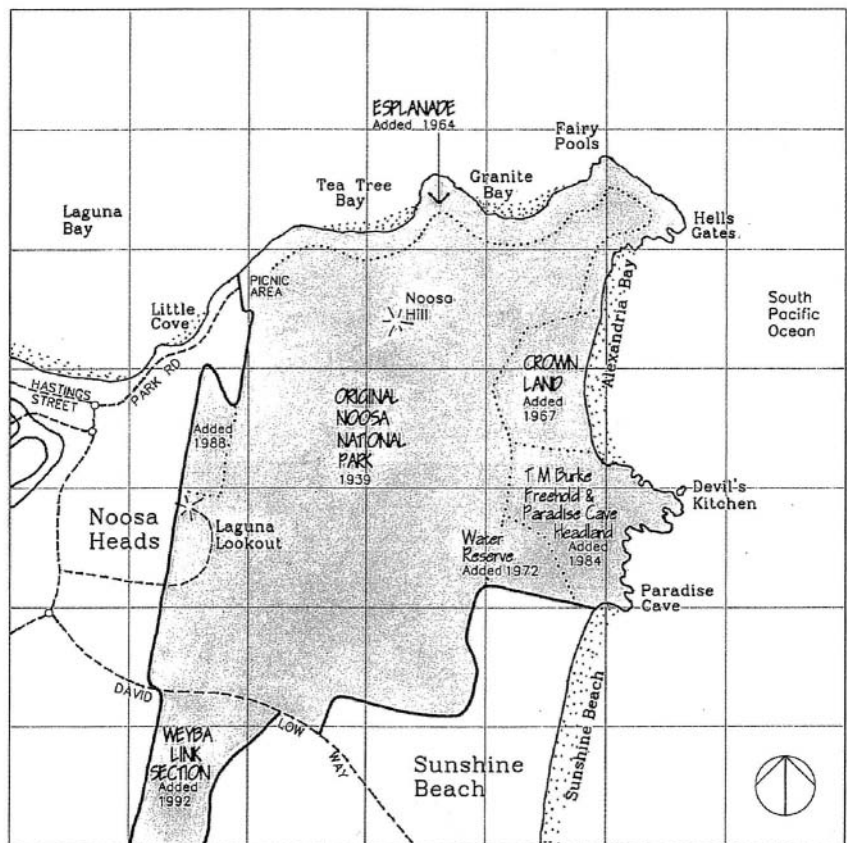 ESPLANADE
Added 1964
Fairy
Pools
Tea Tree
Bay
Granite
Bay
Laguna
Bay
Hells
Gates
PICNIC
AREA
Noosa
Hill
Little
Cove
Alexandria Bay
South
Pacific
Ocean
HASTINGS
STREET
PARK RD
CROWN
LAND
Added
1967
ORIGINAL
NOOSA
NATIONAL
PARK
1939
Added
1988
T M Burke
Freehold &
Paradise Cave
Headland
Added
1984
Devil's
Kitchen
Noosa
Heads
Laguna
Lookout
Water
Reserve
Added 1972
Paradise
Cave
DAVID
LOW
WAY
WEYBA
LINK
SECTION
Added
1992
Sunshine
Beach
Sunshine Beach